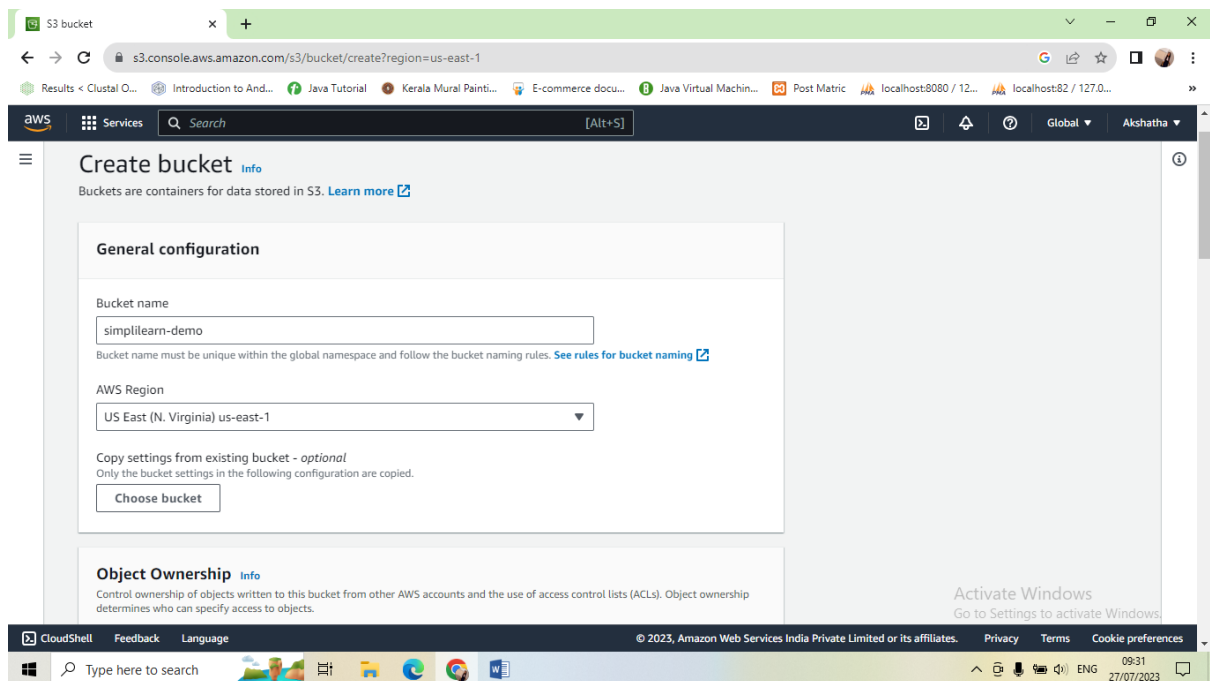 S3 bucket
s3.console.aws.amazon.com/s3/bucket/create?region=us-east-1
Results < Clustal O... Introduction to And... Java Tutorial Kerala Mural Painti... E-commerce docu... Java Virtual Machin... Post Matric localhost:8080 / 12... localhost:82 / 127.0... »
aws Services Search [Alt+S] Global Akshatha
Create bucket Info
Buckets are containers for data stored in S3. Learn more
General configuration
Bucket name
simplilearn-demo
Bucket name must be unique within the global namespace and follow the bucket naming rules. See rules for bucket naming
AWS Region
US East (N. Virginia) us-east-1
Copy settings from existing bucket - optional
Only the bucket settings in the following configuration are copied.
Choose bucket
Object Ownership Info
Control ownership of objects written to this bucket from other AWS accounts and the use of access control lists (ACLs). Object ownership
determines who can specify access to objects.
Activate Windows
Go to Settings to activate Windows.
CloudShell Feedback Language © 2023, Amazon Web Services India Private Limited or its affiliates. Privacy Terms Cookie preferences
Type here to search ENG 09:31
27/07/2023